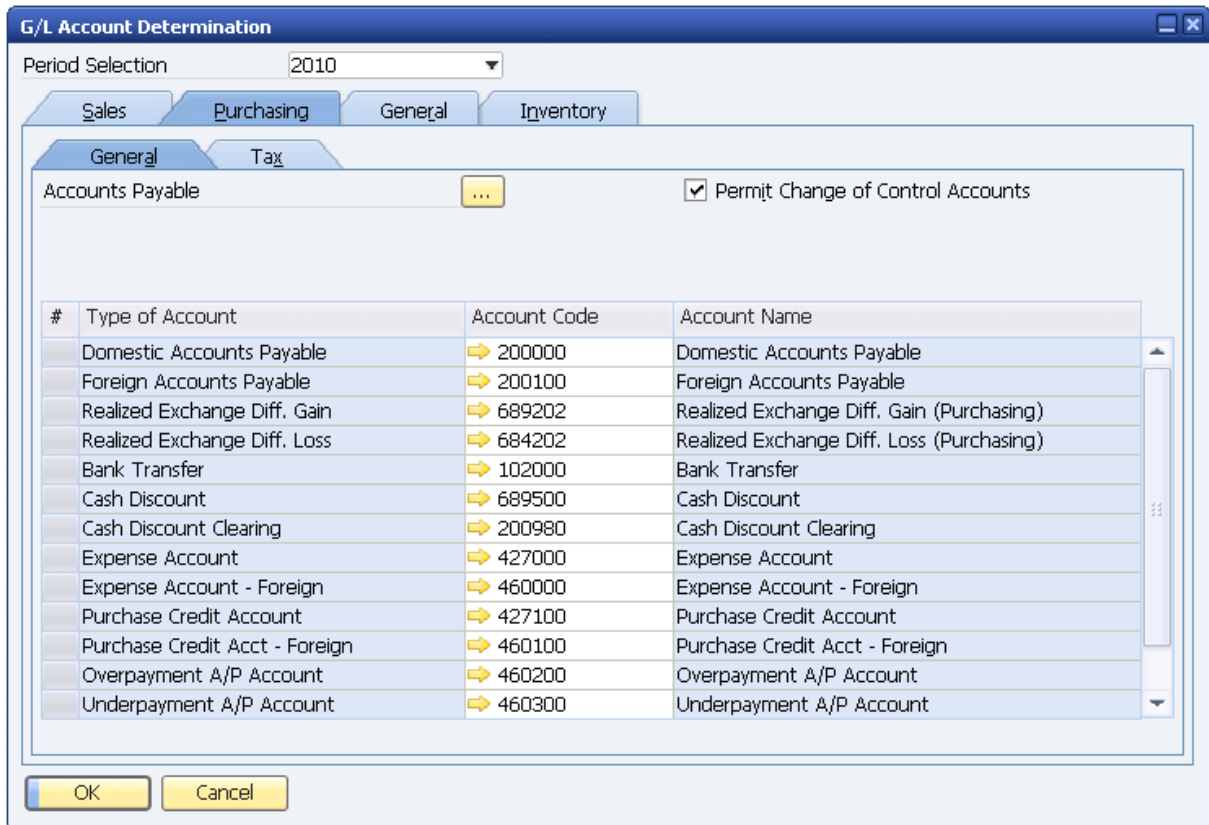 G/L Account Determination
Period Selection 2010
Sales Purchasing General Inventory
General Tax
Accounts Payable ... Permit Change of Control Accounts
# Type of Account Account Code Account Name
Domestic Accounts Payable 200000 Domestic Accounts Payable
Foreign Accounts Payable 200100 Foreign Accounts Payable
Realized Exchange Diff. Gain 689202 Realized Exchange Diff. Gain (Purchasing)
Realized Exchange Diff. Loss 684202 Realized Exchange Diff. Loss (Purchasing)
Bank Transfer 102000 Bank Transfer
Cash Discount 689500 Cash Discount
Cash Discount Clearing 200980 Cash Discount Clearing
Expense Account 427000 Expense Account
Expense Account - Foreign 460000 Expense Account - Foreign
Purchase Credit Account 427100 Purchase Credit Account
Purchase Credit Acct - Foreign 460100 Purchase Credit Acct - Foreign
Overpayment A/P Account 460200 Overpayment A/P Account
Underpayment A/P Account 460300 Underpayment A/P Account
OK Cancel